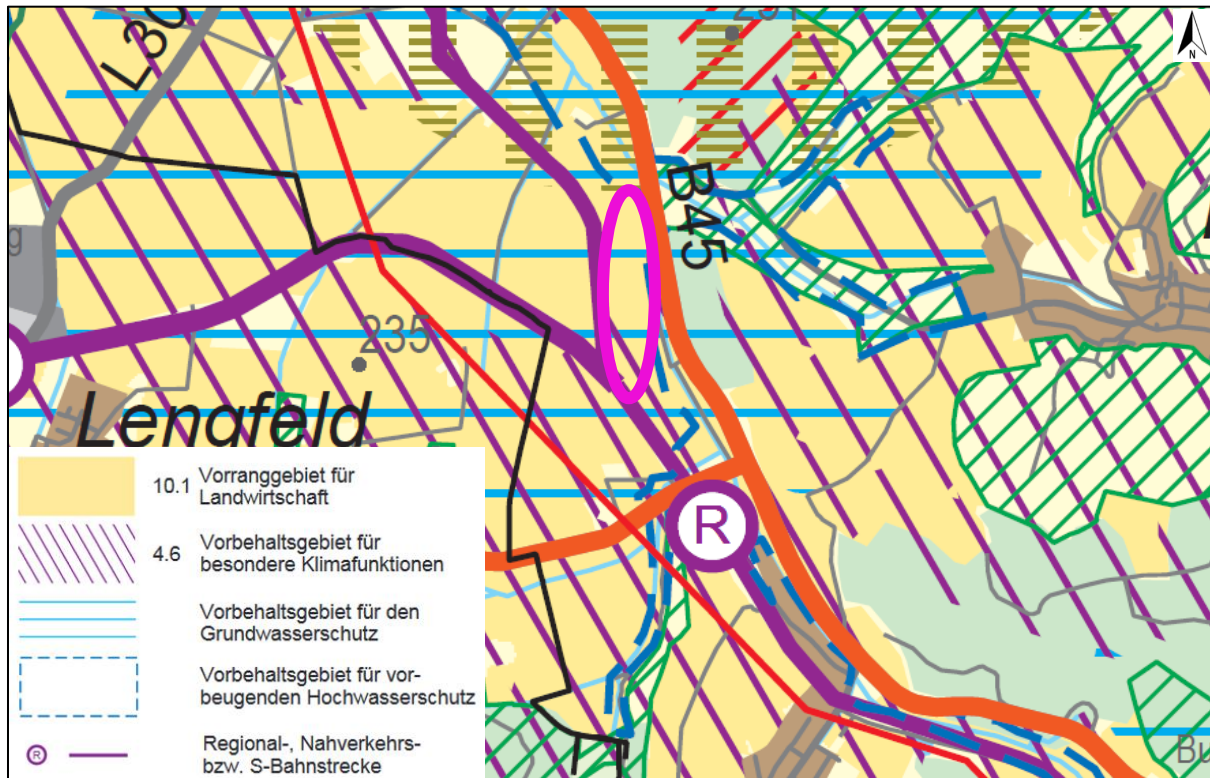 L30
N
B45
235
Lengfeld
R
10.1 Vorranggebiet für
Landwirtschaft
4.6 Vorbehaltsgebiet für
besondere Klimafunktionen
Vorbehaltsgebiet für den
Grundwasserschutz
Vorbehaltsgebiet für vor-
beugenden Hochwasserschutz
R Regional-, Nahverkehrs-
bzw. S-Bahnstrecke
Bu